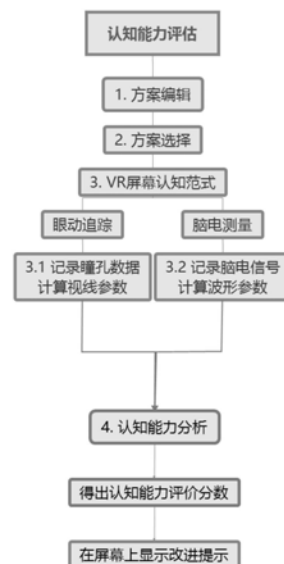 认知能力评估
1. 方案编辑
2. 方案选择
3. VR屏幕认知范式
眼动追踪
脑电测量
3.1 记录瞳孔数据
计算视线参数
3.2 记录脑电信号
计算波形参数
4. 认知能力分析
得出认知能力评价分数
在屏幕上显示改进提示